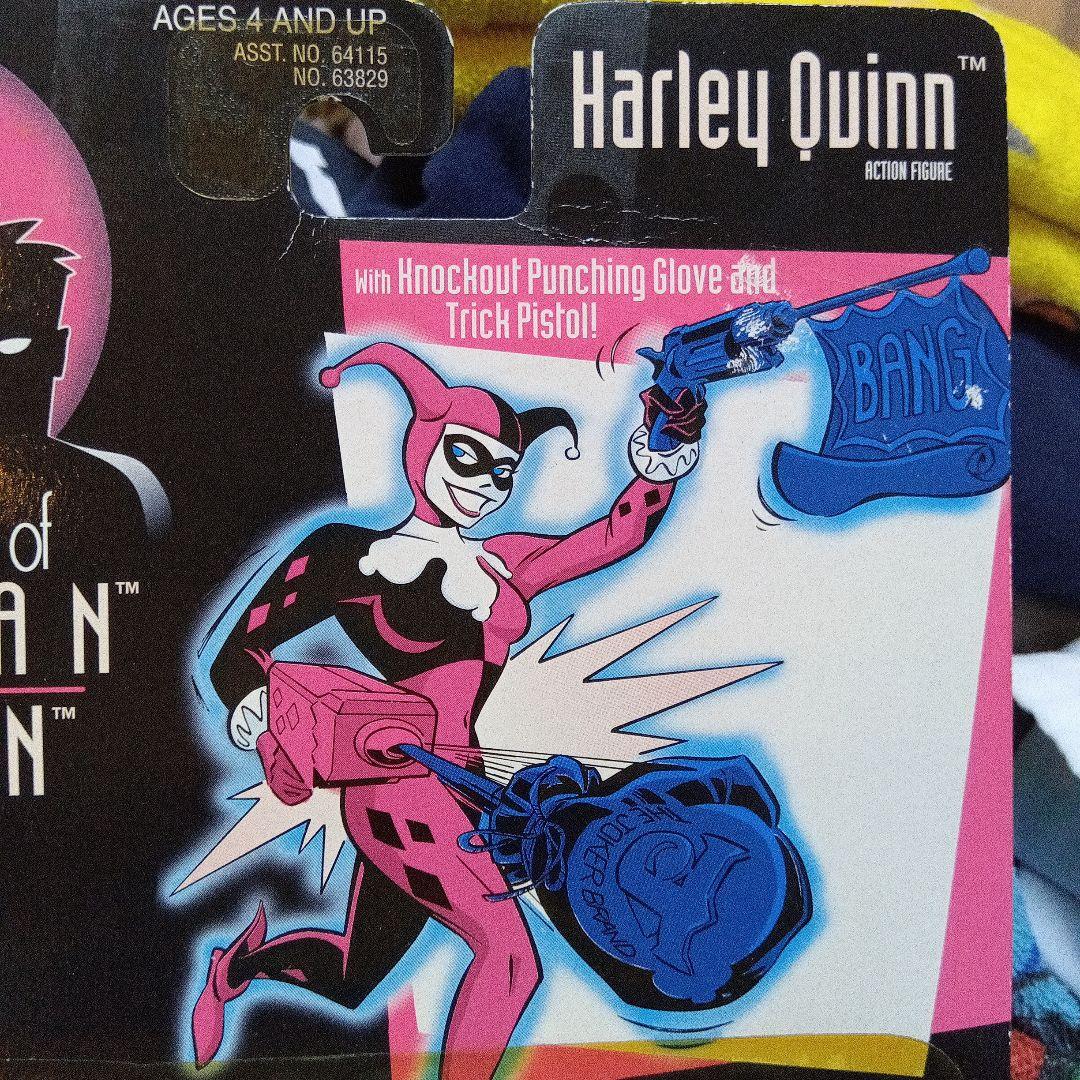 AGES 4 AND UP
ASST. NO. 64115
NO. 63829
Harley Quinn™
ACTION FIGURE
With Knockout Punching Glove and
Trick Pistol!
BANG
of
AN™
N™
THE JOKER BRAND